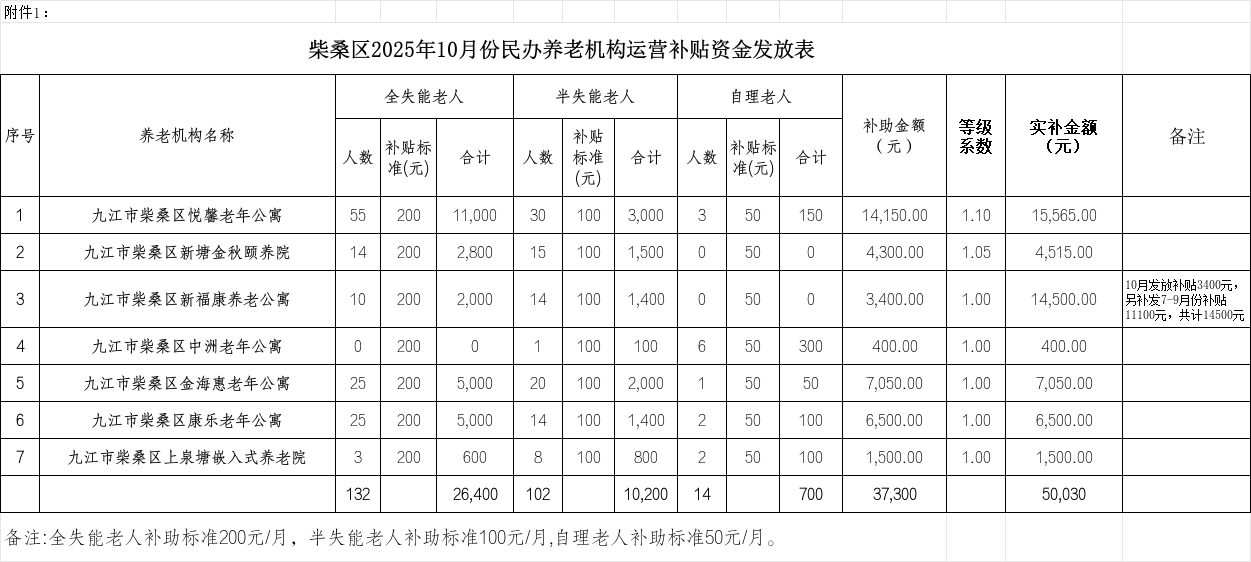 附件1：
柴桑区2025年10月份民办养老机构运营补贴资金发放表
序号 养老机构名称 全失能老人 半失能老人 自理老人 补助金额（元） 等级系数 实补金额（元） 备注
人数 补贴标准(元) 合计 人数 补贴标准(元) 合计 人数 补贴标准(元) 合计
1 九江市柴桑区悦馨老年公寓 55 200 11,000 30 100 3,000 3 50 150 14,150.00 1.10 15,565.00
2 九江市柴桑区新塘金秋颐养院 14 200 2,800 15 100 1,500 0 50 0 4,300.00 1.05 4,515.00
3 九江市柴桑区新福康养老公寓 10 200 2,000 14 100 1,400 0 50 0 3,400.00 1.00 14,500.00 10月发放补贴3400元，另补发7-9月份补贴11100元，共计14500元
4 九江市柴桑区中洲老年公寓 0 200 0 1 100 100 6 50 300 400.00 1.00 400.00
5 九江市柴桑区金海惠老年公寓 25 200 5,000 20 100 2,000 1 50 50 7,050.00 1.00 7,050.00
6 九江市柴桑区康乐老年公寓 25 200 5,000 14 100 1,400 2 50 100 6,500.00 1.00 6,500.00
7 九江市柴桑区上泉塘嵌入式养老院 3 200 600 8 100 800 2 50 100 1,500.00 1.00 1,500.00
132 26,400 102 10,200 14 700 37,300 50,030
备注:全失能老人补助标准200元/月，半失能老人补助标准100元/月,自理老人补助标准50元/月。